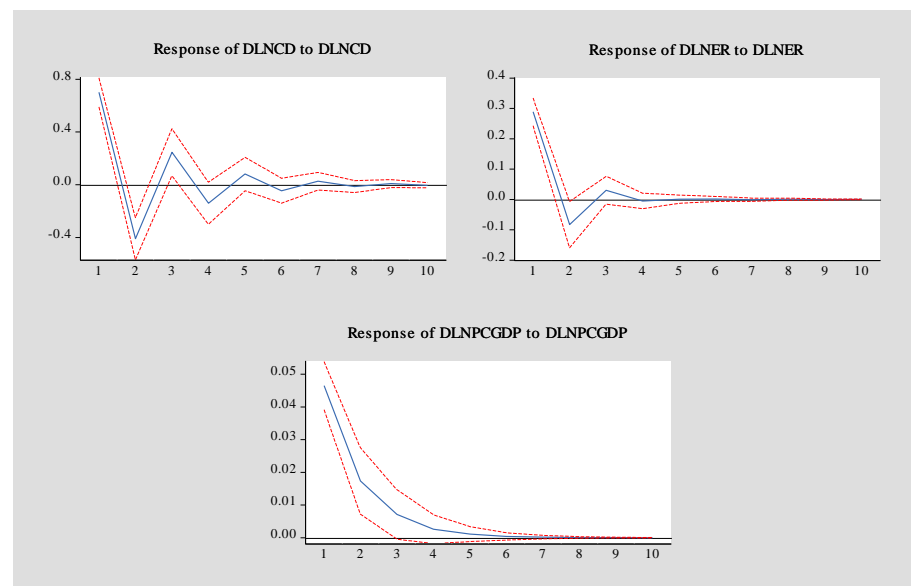 Response of DLNCD to DLNCD
0.8
0.4
0.0
-0.4
1 2 3 4 5 6 7 8 9 10
Response of DLNER to DLNER
0.4
0.3
0.2
0.1
0.0
-0.1
-0.2
1 2 3 4 5 6 7 8 9 10
Response of DLNPCGDP to DLNPCGDP
0.05
0.04
0.03
0.02
0.01
0.00
1 2 3 4 5 6 7 8 9 10